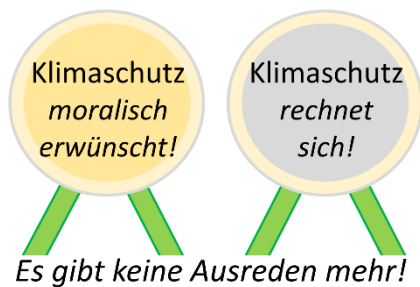 Klimaschutz
moralisch
erwünscht!
Klimaschutz
rechnet
sich!
Es gibt keine Ausreden mehr!